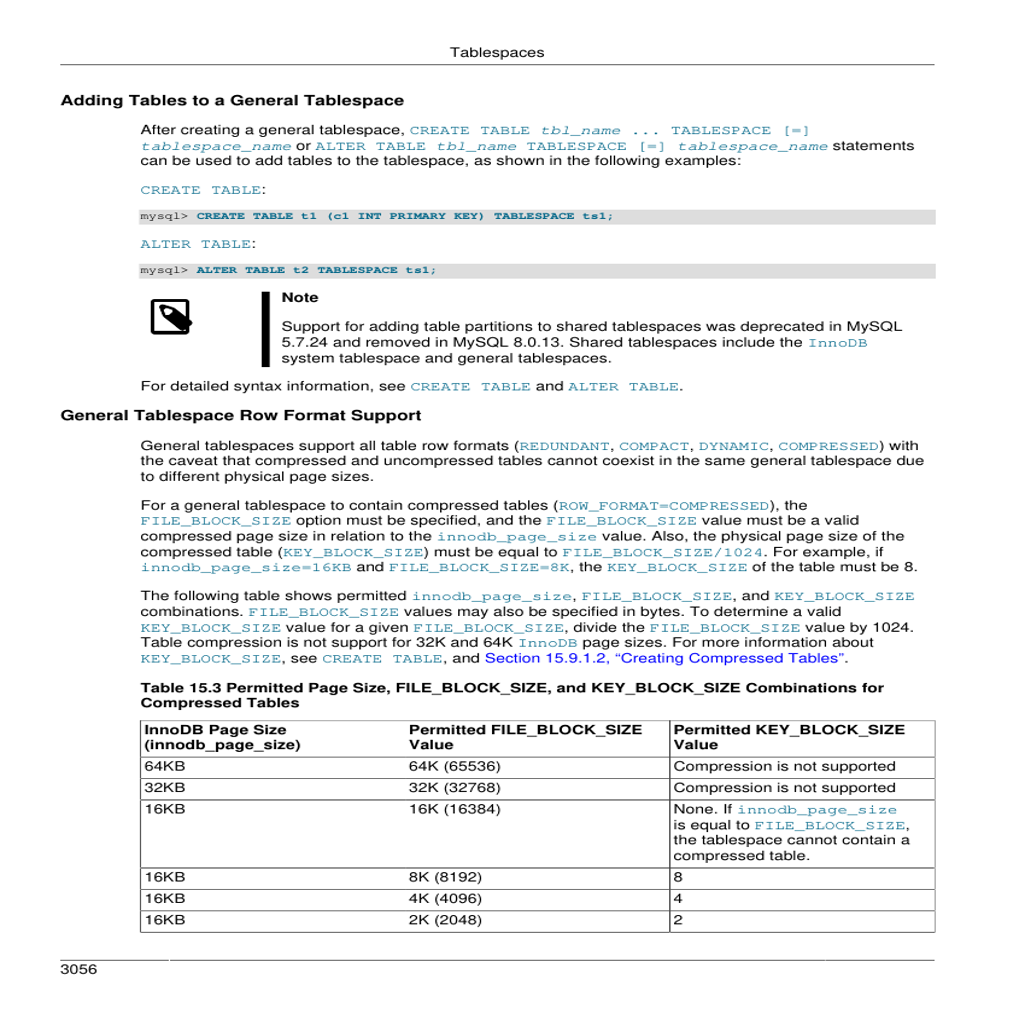 Tablespaces
Adding Tables to a General Tablespace
After creating a general tablespace, CREATE TABLE tbl_name ... TABLESPACE [=]
tablespace_name or ALTER TABLE tbl_name TABLESPACE [=] tablespace_name statements
can be used to add tables to the tablespace, as shown in the following examples:
CREATE TABLE:
mysql> CREATE TABLE t1 (c1 INT PRIMARY KEY) TABLESPACE ts1;
ALTER TABLE:
mysql> ALTER TABLE t2 TABLESPACE ts1;
Note
Support for adding table partitions to shared tablespaces was deprecated in MySQL
5.7.24 and removed in MySQL 8.0.13. Shared tablespaces include the InnoDB
system tablespace and general tablespaces.
For detailed syntax information, see CREATE TABLE and ALTER TABLE.
General Tablespace Row Format Support
General tablespaces support all table row formats (REDUNDANT, COMPACT, DYNAMIC, COMPRESSED) with
the caveat that compressed and uncompressed tables cannot coexist in the same general tablespace due
to different physical page sizes.
For a general tablespace to contain compressed tables (ROW_FORMAT=COMPRESSED), the
FILE_BLOCK_SIZE option must be specified, and the FILE_BLOCK_SIZE value must be a valid
compressed page size in relation to the innodb_page_size value. Also, the physical page size of the
compressed table (KEY_BLOCK_SIZE) must be equal to FILE_BLOCK_SIZE/1024. For example, if
innodb_page_size=16KB and FILE_BLOCK_SIZE=8K, the KEY_BLOCK_SIZE of the table must be 8.
The following table shows permitted innodb_page_size, FILE_BLOCK_SIZE, and KEY_BLOCK_SIZE
combinations. FILE_BLOCK_SIZE values may also be specified in bytes. To determine a valid
KEY_BLOCK_SIZE value for a given FILE_BLOCK_SIZE, divide the FILE_BLOCK_SIZE value by 1024.
Table compression is not support for 32K and 64K InnoDB page sizes. For more information about
KEY_BLOCK_SIZE, see CREATE TABLE, and Section 15.9.1.2, “Creating Compressed Tables”.
Table 15.3 Permitted Page Size, FILE_BLOCK_SIZE, and KEY_BLOCK_SIZE Combinations for
Compressed Tables
InnoDB Page Size Permitted FILE_BLOCK_SIZE Permitted KEY_BLOCK_SIZE
(innodb_page_size) Value Value
64KB 64K (65536) Compression is not supported
32KB 32K (32768) Compression is not supported
16KB 16K (16384) None. If innodb_page_size
is equal to FILE_BLOCK_SIZE,
the tablespace cannot contain a
compressed table.
16KB 8K (8192) 8
16KB 4K (4096) 4
16KB 2K (2048) 2
3056